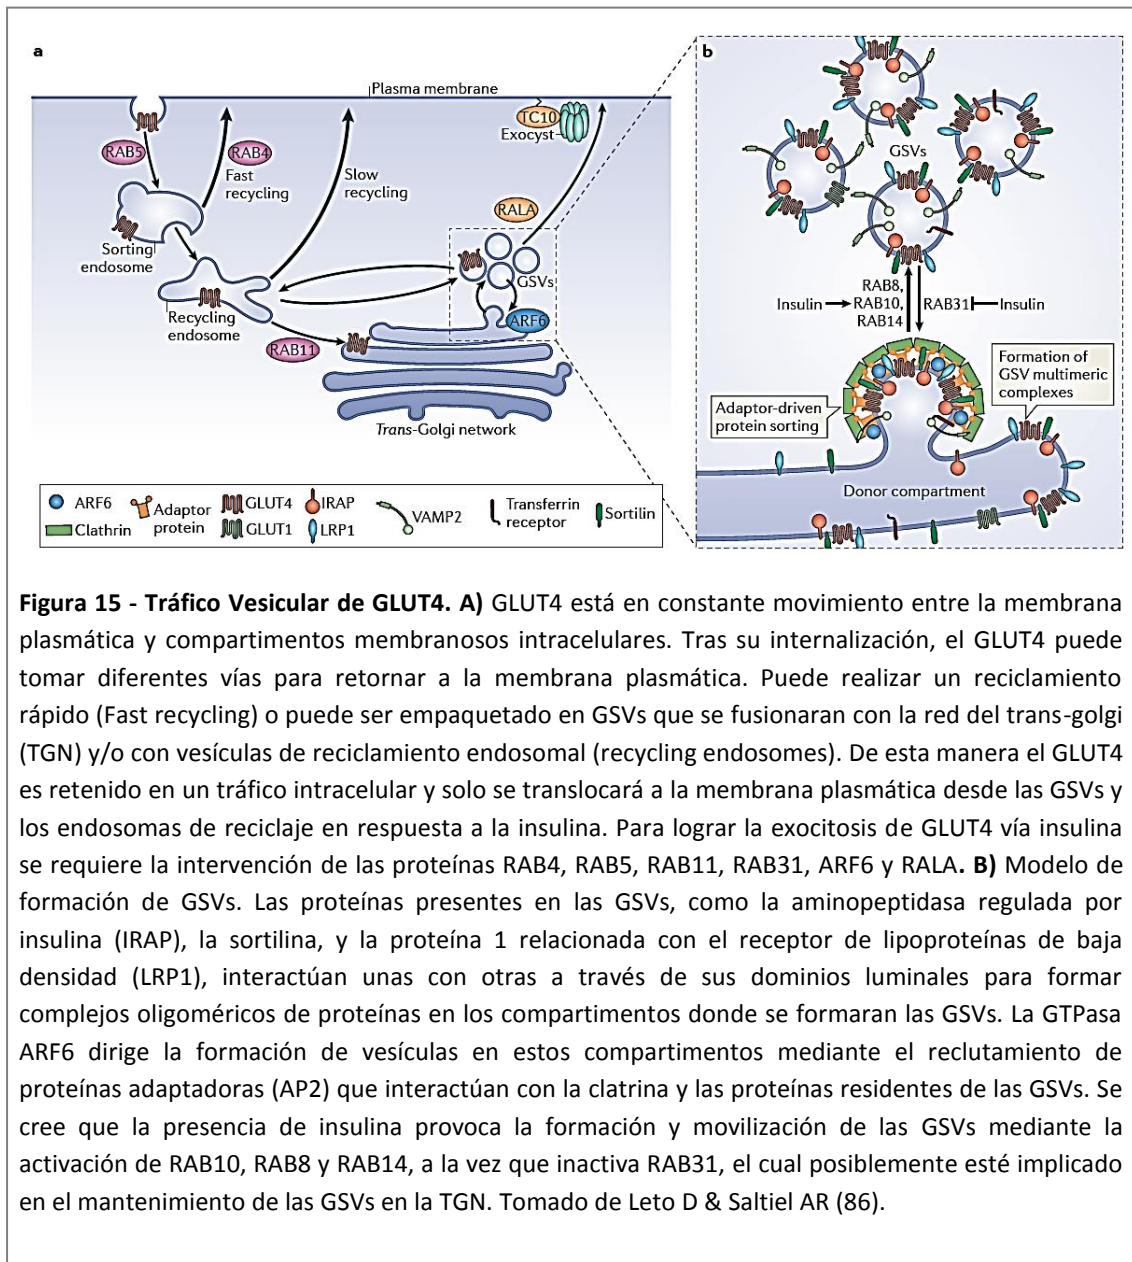 a
Plasma membrane
TC10
Exocyst
RAB5
RAB4
Fast
recycling
Slow
recycling
RALA
Sorting
endosome
GSVs
Recycling
endosome
ARF6
RAB11
Trans-Golgi network
b
GSVs
Insulin
RAB8,
RAB10,
RAB14
RAB31
Insulin
Formation of
GSV multimeric
complexes
Adaptor-driven
protein sorting
Donor compartment
ARF6
Clathrin
Adaptor
protein
GLUT4
GLUT1
IRAP
LRP1
VAMP2
Transferrin
receptor
Sortilin
Figura 15 - Tráfico Vesicular de GLUT4. A) GLUT4 está en constante movimiento entre la membrana
plasmática y compartimentos membranosos intracelulares. Tras su internalización, el GLUT4 puede
tomar diferentes vías para retornar a la membrana plasmática. Puede realizar un reciclamiento
rápido (Fast recycling) o puede ser empaquetado en GSVs que se fusionaran con la red del trans-golgi
(TGN) y/o con vesículas de reciclamiento endosomal (recycling endosomes). De esta manera el GLUT4
es retenido en un tráfico intracelular y solo se translocará a la membrana plasmática desde las GSVs y
los endosomas de reciclaje en respuesta a la insulina. Para lograr la exocitosis de GLUT4 vía insulina
se requiere la intervención de las proteínas RAB4, RAB5, RAB11, RAB31, ARF6 y RALA. B) Modelo de
formación de GSVs. Las proteínas presentes en las GSVs, como la aminopeptidasa regulada por
insulina (IRAP), la sortilina, y la proteína 1 relacionada con el receptor de lipoproteínas de baja
densidad (LRP1), interactúan unas con otras a través de sus dominios luminales para formar
complejos oligoméricos de proteínas en los compartimentos donde se formaran las GSVs. La GTPasa
ARF6 dirige la formación de vesículas en estos compartimentos mediante el reclutamiento de
proteínas adaptadoras (AP2) que interactúan con la clatrina y las proteínas residentes de las GSVs. Se
cree que la presencia de insulina provoca la formación y movilización de las GSVs mediante la
activación de RAB10, RAB8 y RAB14, a la vez que inactiva RAB31, el cual posiblemente esté implicado
en el mantenimiento de las GSVs en la TGN. Tomado de Leto D & Saltiel AR (86).